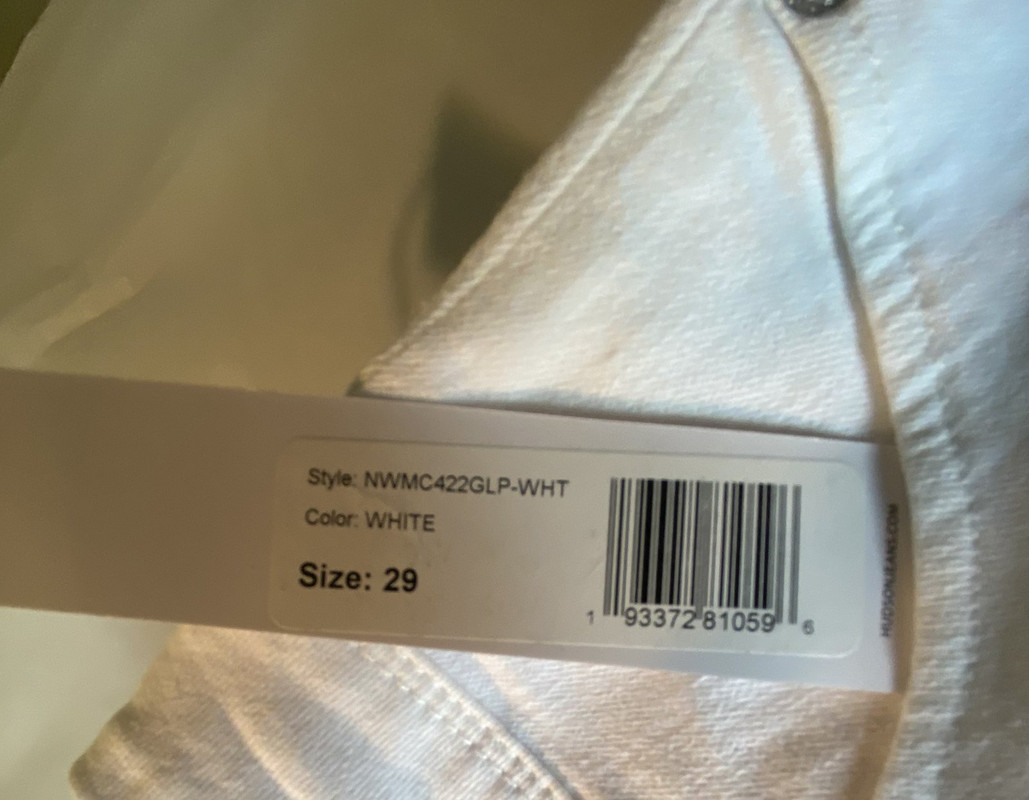 Style: NWMC422GLP-WHT
Color: WHITE
Size: 29
1 93372 81059 6
HUDSONJEANS.COM